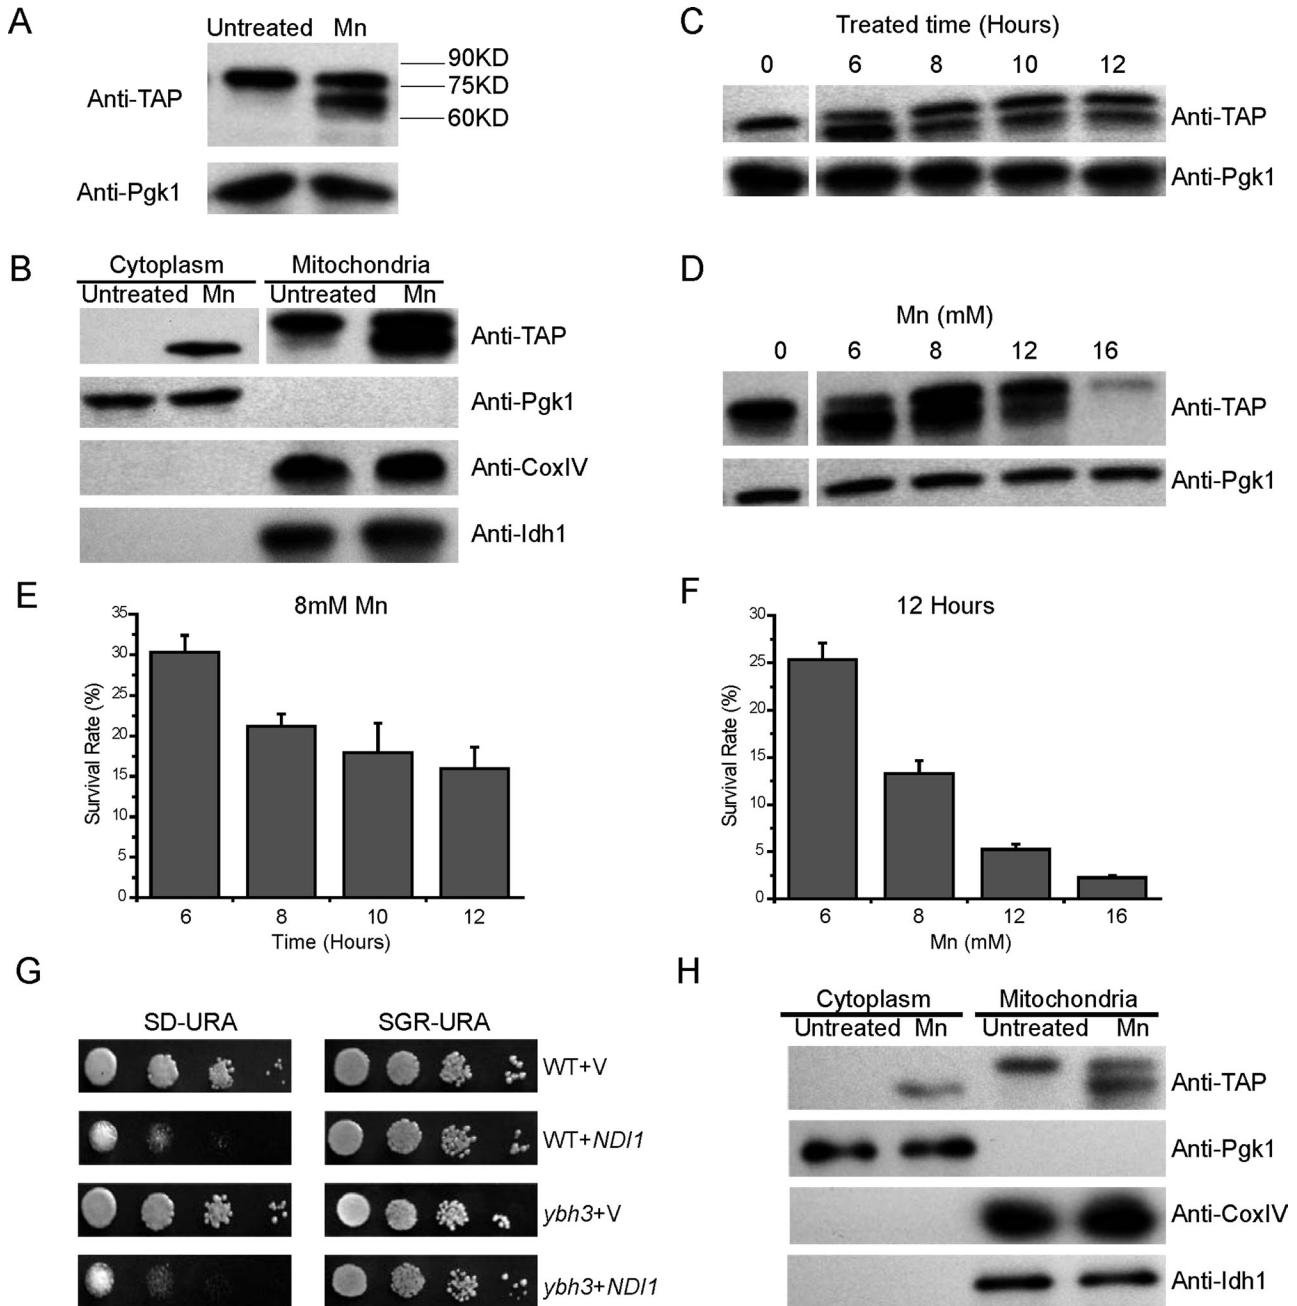 A
Untreated Mn
90KD
75KD
60KD
Anti-TAP
Anti-Pgk1
B
Cytoplasm Mitochondria
Untreated Mn Untreated Mn
Anti-TAP
Anti-Pgk1
Anti-CoxIV
Anti-Idh1
C
Treated time (Hours)
0 6 8 10 12
Anti-TAP
Anti-Pgk1
D
Mn (mM)
0 6 8 12 16
Anti-TAP
Anti-Pgk1
E
8mM Mn
Survival Rate (%)
35
30
25
20
15
10
5
0
6 8 10 12
Time (Hours)
F
12 Hours
Survival Rate (%)
30
25
20
15
10
5
0
6 8 12 16
Mn (mM)
G
SD-URA SGR-URA
WT+V
WT+NDI1
ybh3+V
ybh3+NDI1
H
Cytoplasm Mitochondria
Untreated Mn Untreated Mn
Anti-TAP
Anti-Pgk1
Anti-CoxIV
Anti-Idh1